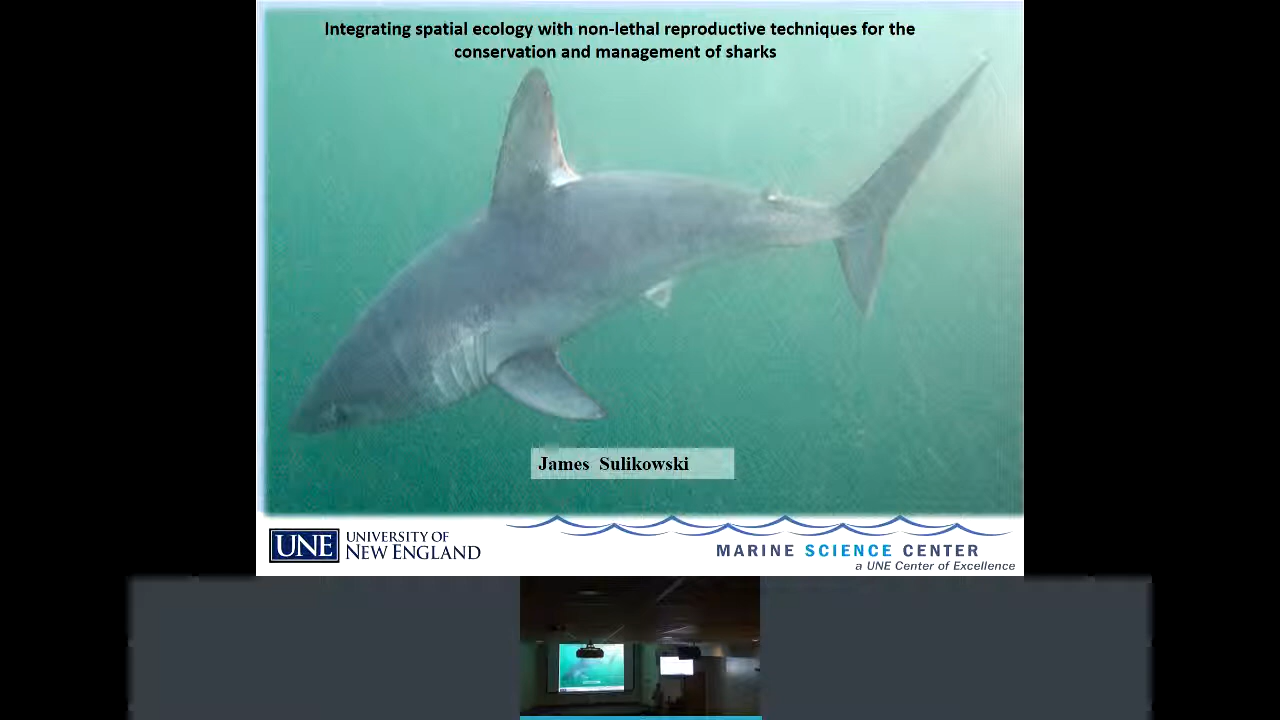 Integrating spatial ecology with non-lethal reproductive techniques for the
conservation and management of sharks
James Sulikowski
UNE
UNIVERSITY OF
NEW ENGLAND
MARINE SCIENCE CENTER
a UNE Center of Excellence